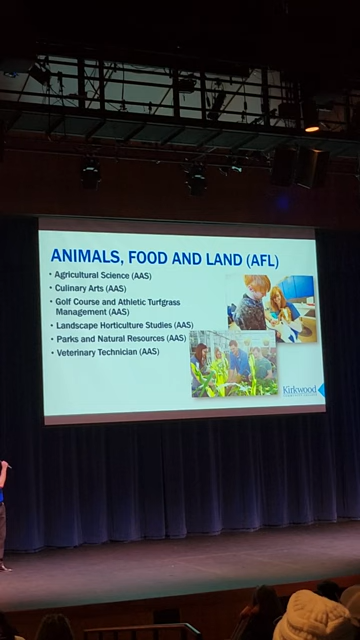 ANIMALS, FOOD AND LAND (AFL)
• Agricultural Science (AAS)
• Culinary Arts (AAS)
• Golf Course and Athletic Turfgrass
Management (AAS)
• Landscape Horticulture Studies (AAS)
• Parks and Natural Resources (AAS)
• Veterinary Technician (AAS)
Kirkwood